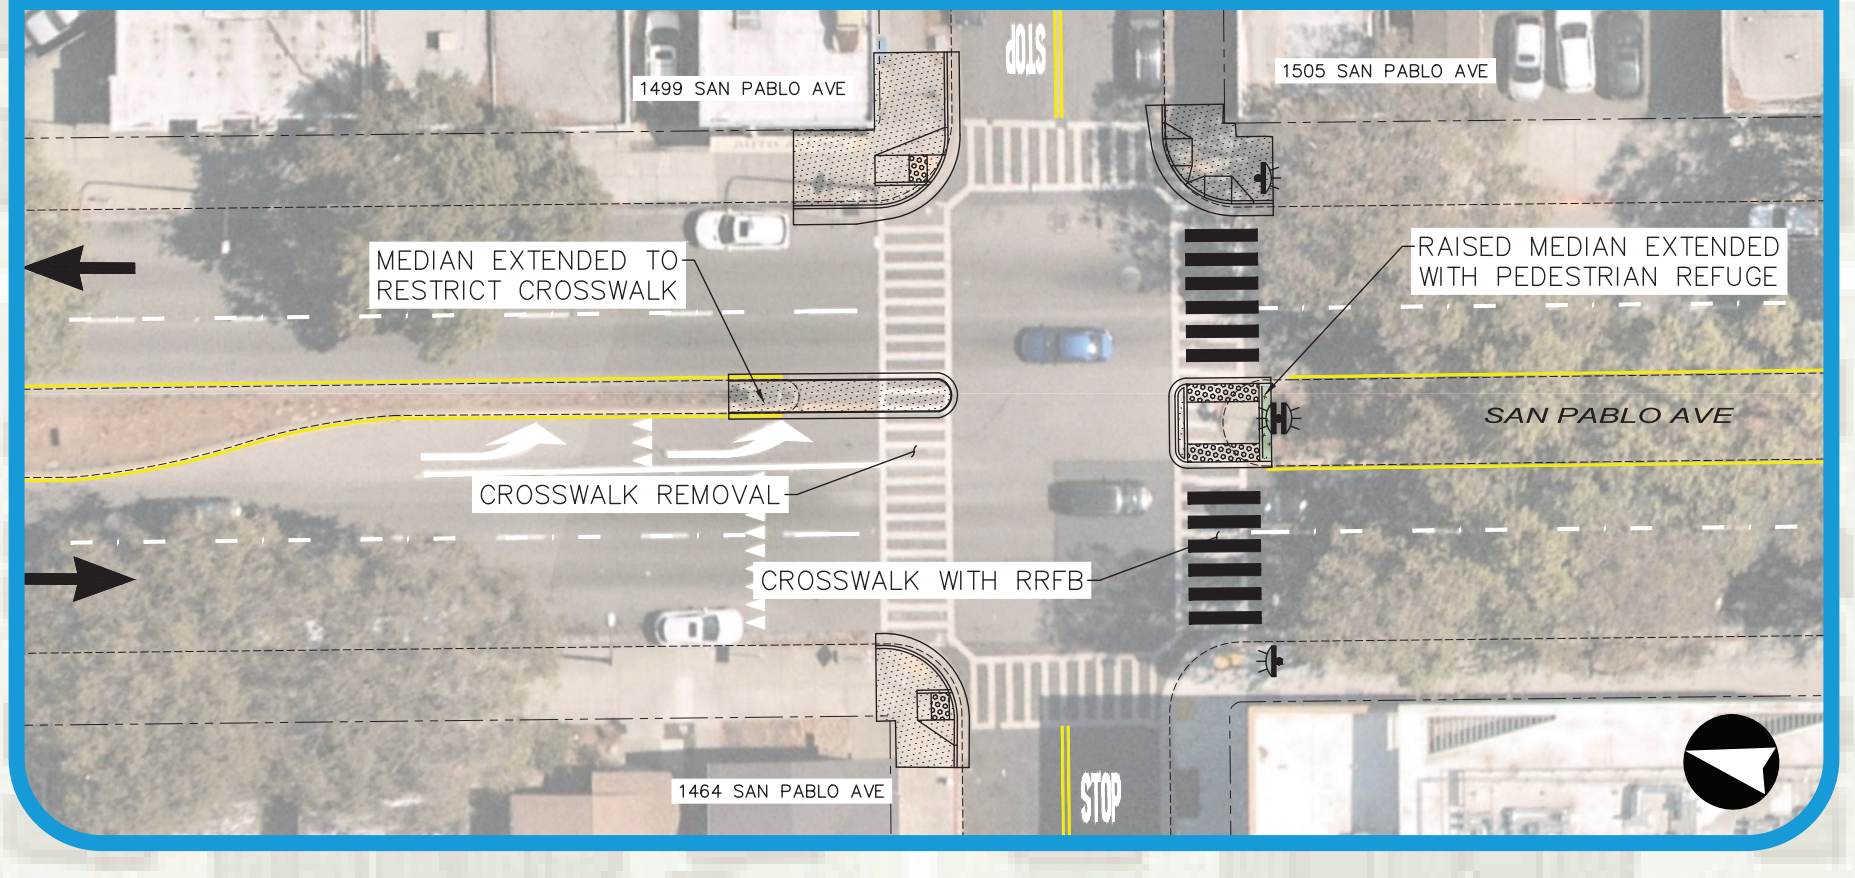 STOP
1499 SAN PABLO AVE
1505 SAN PABLO AVE
MEDIAN EXTENDED TO
RESTRICT CROSSWALK
RAISED MEDIAN EXTENDED
WITH PEDESTRIAN REFUGE
SAN PABLO AVE
CROSSWALK REMOVAL
CROSSWALK WITH RRFB
1464 SAN PABLO AVE
STOP